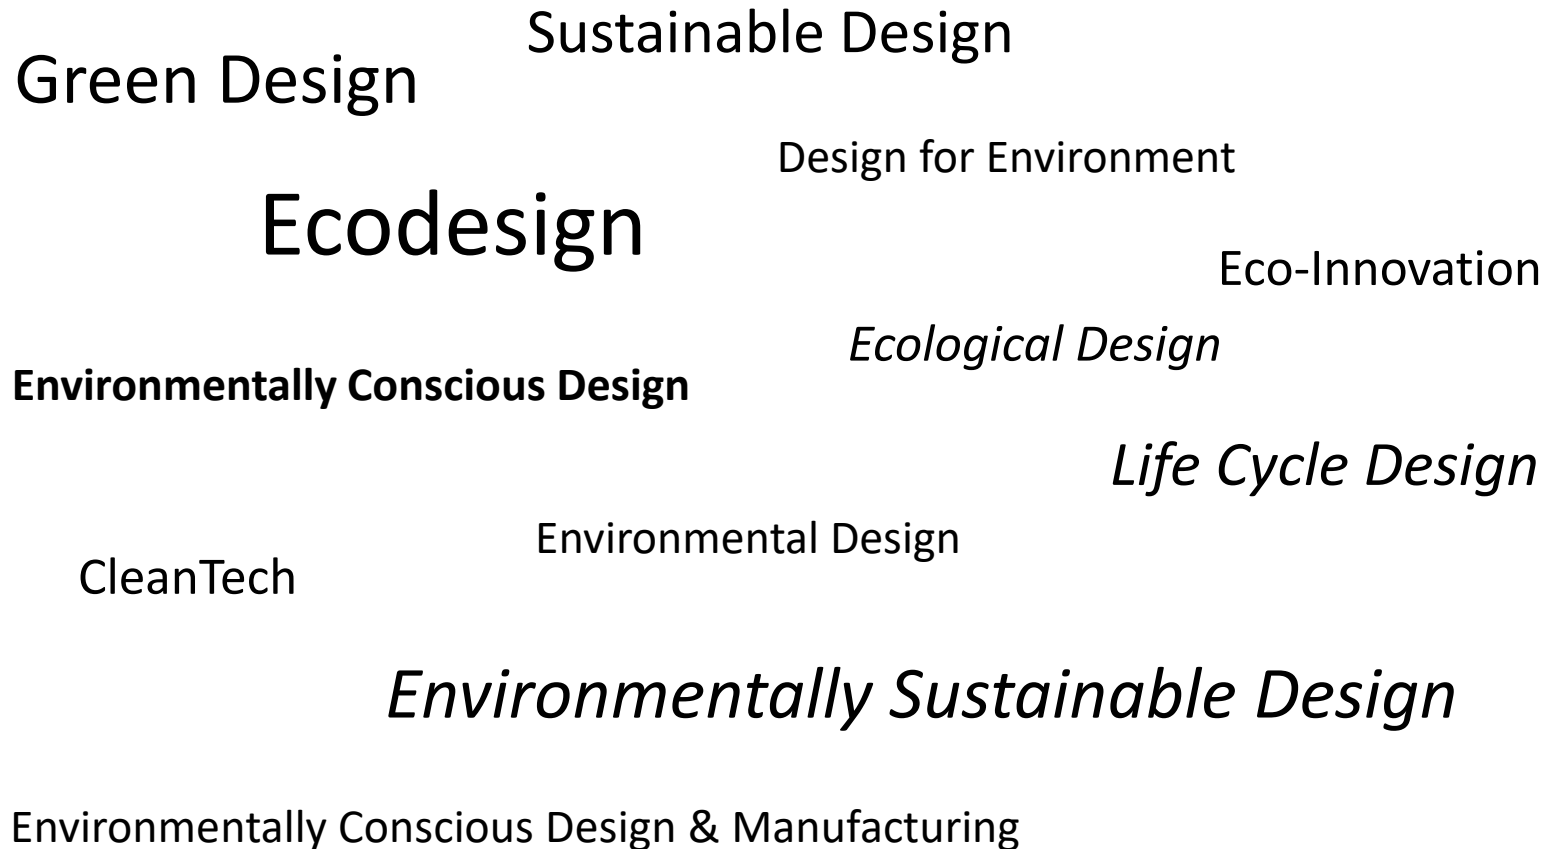 Sustainable Design
Green Design
Design for Environment
Ecodesign
Eco-Innovation
Ecological Design
Environmentally Conscious Design
Life Cycle Design
Environmental Design
CleanTech
Environmentally Sustainable Design
Environmentally Conscious Design & Manufacturing